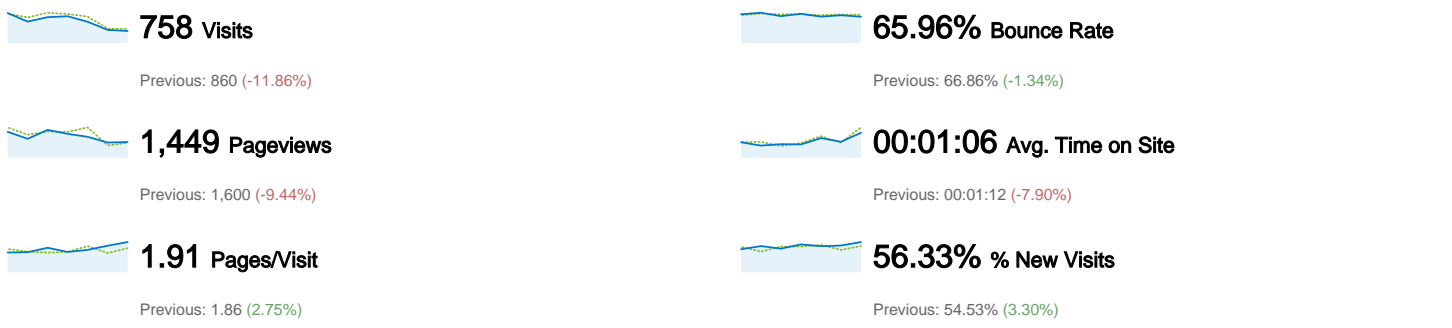 758 Visits
Previous: 860 (-11.86%)
65.96% Bounce Rate
Previous: 66.86% (-1.34%)
1,449 Pageviews
Previous: 1,600 (-9.44%)
00:01:06 Avg. Time on Site
Previous: 00:01:12 (-7.90%)
1.91 Pages/Visit
Previous: 1.86 (2.75%)
56.33% % New Visits
Previous: 54.53% (3.30%)